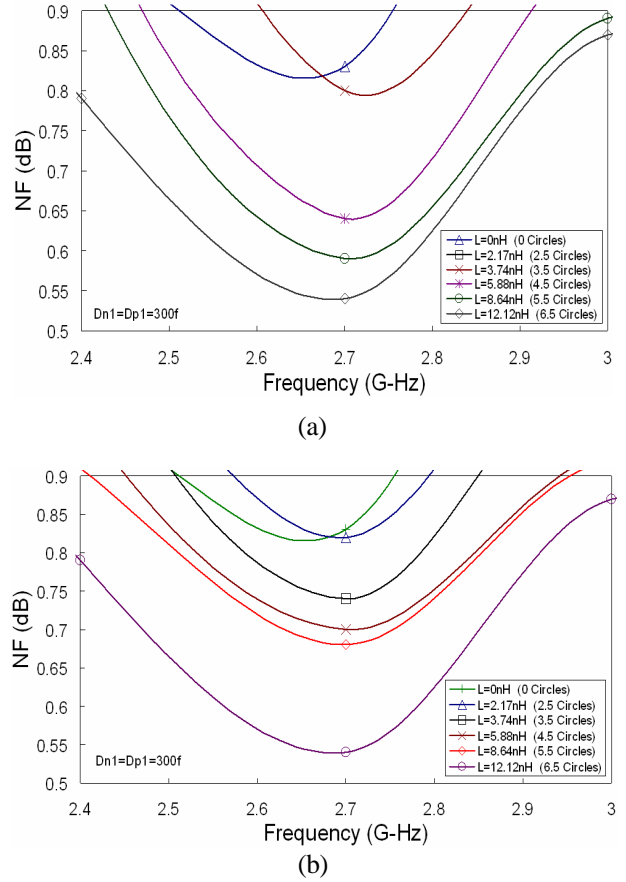 (a)
0.9
0.85
0.8
0.75
0.7
0.65
0.6
0.55
0.5
NF (dB)
L=0nH (0 Circles)
L=2.17nH (2.5 Circles)
L=3.74nH (3.5 Circles)
L=5.88nH (4.5 Circles)
L=8.64nH (5.5 Circles)
L=12.12nH (6.5 Circles)
Dn1=Dp1=300f
2.4 2.5 2.6 2.7 2.8 2.9 3
Frequency (G-Hz)
(a)
0.9
0.85
0.8
0.75
0.7
0.65
0.6
0.55
0.5
NF (dB)
L=0nH (0 Circles)
L=2.17nH (2.5 Circles)
L=3.74nH (3.5 Circles)
L=5.88nH (4.5 Circles)
L=8.64nH (5.5 Circles)
L=12.12nH (6.5 Circles)
Dn1=Dp1=300f
2.4 2.5 2.6 2.7 2.8 2.9 3
Frequency (G-Hz)
(b)